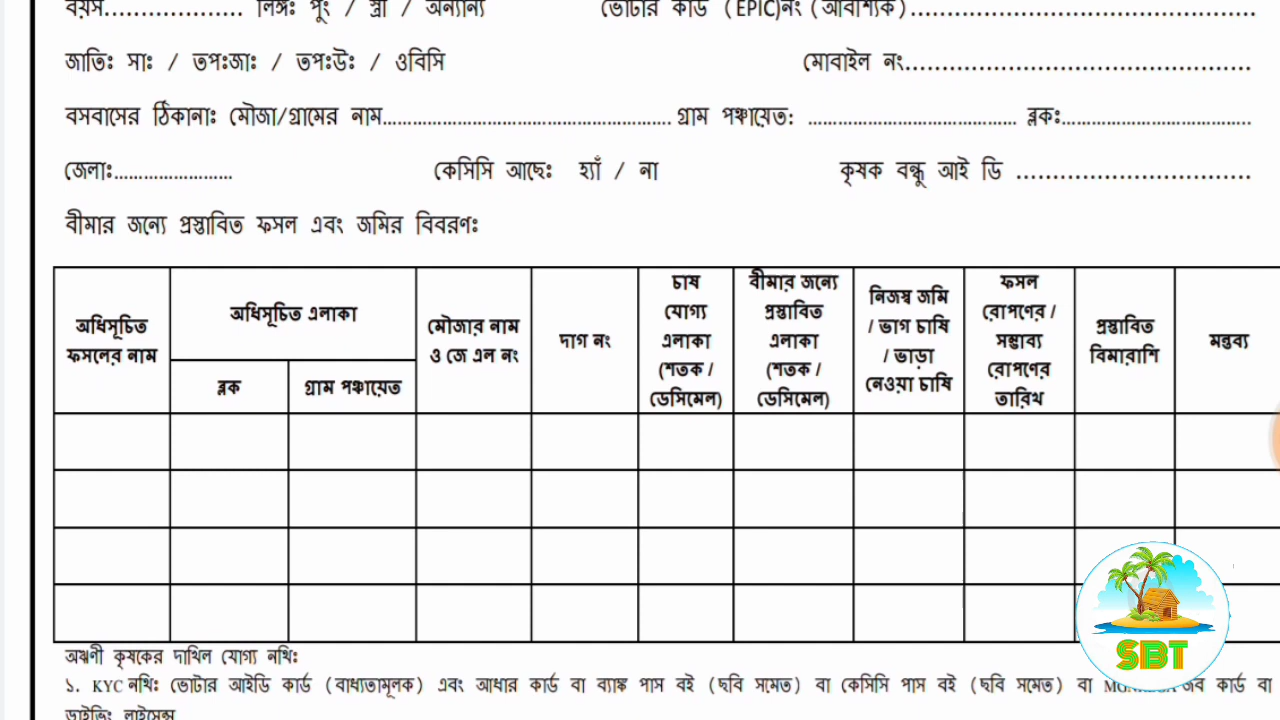 বয়স................... লিঙ্গঃ পুং / স্ত্রী / অন্যান্য ভোটার কার্ড (EPIC)নং (আবশ্যিক)...............................................
জাতিঃ সাঃ / তপঃজাঃ / তপঃউঃ / ওবিসি মোবাইল নং...............................................
বসবাসের ঠিকানাঃ মৌজা/গ্রামের নাম................................................ গ্রাম পঞ্চায়েত: ................................... ব্লকঃ................................
জেলাঃ........................ কেসিসি আছেঃ হ্যাঁ / না কৃষক বন্ধু আই ডি ................................
বীমার জন্যে প্রস্তাবিত ফসল এবং জমির বিবরণঃ
অধিসূচিত ফসলের নাম
অধিসূচিত এলাকা
ব্লক
গ্রাম পঞ্চায়েত
মৌজার নাম
ও জে এল নং
দাগ নং
চাষ
যোগ্য
এলাকা
(শতক /
ডেসিমেল)
বীমার জন্যে
প্রস্তাবিত
এলাকা
(শতক /
ডেসিমেল)
নিজস্ব জমি
/ ভাগ চাষি
/ ভাড়া
নেওয়া চাষি
ফসল
রোপণের /
সম্ভাব্য
রোপণের
তারিখ
প্রস্তাবিত
বিমারাশি
মন্তব্য
অঋণী কৃষকের দাখিল যোগ্য নথিঃ
১. KYC নথিঃ ভোটার আইডি কার্ড (বাধ্যতামূলক) এবং আধার কার্ড বা ব্যাঙ্ক পাস বই (ছবি সমেত) বা কেসিসি পাস বই (ছবি সমেত) বা জব কার্ড বা
ড্রাইভিং লাইসেন্স
SBT